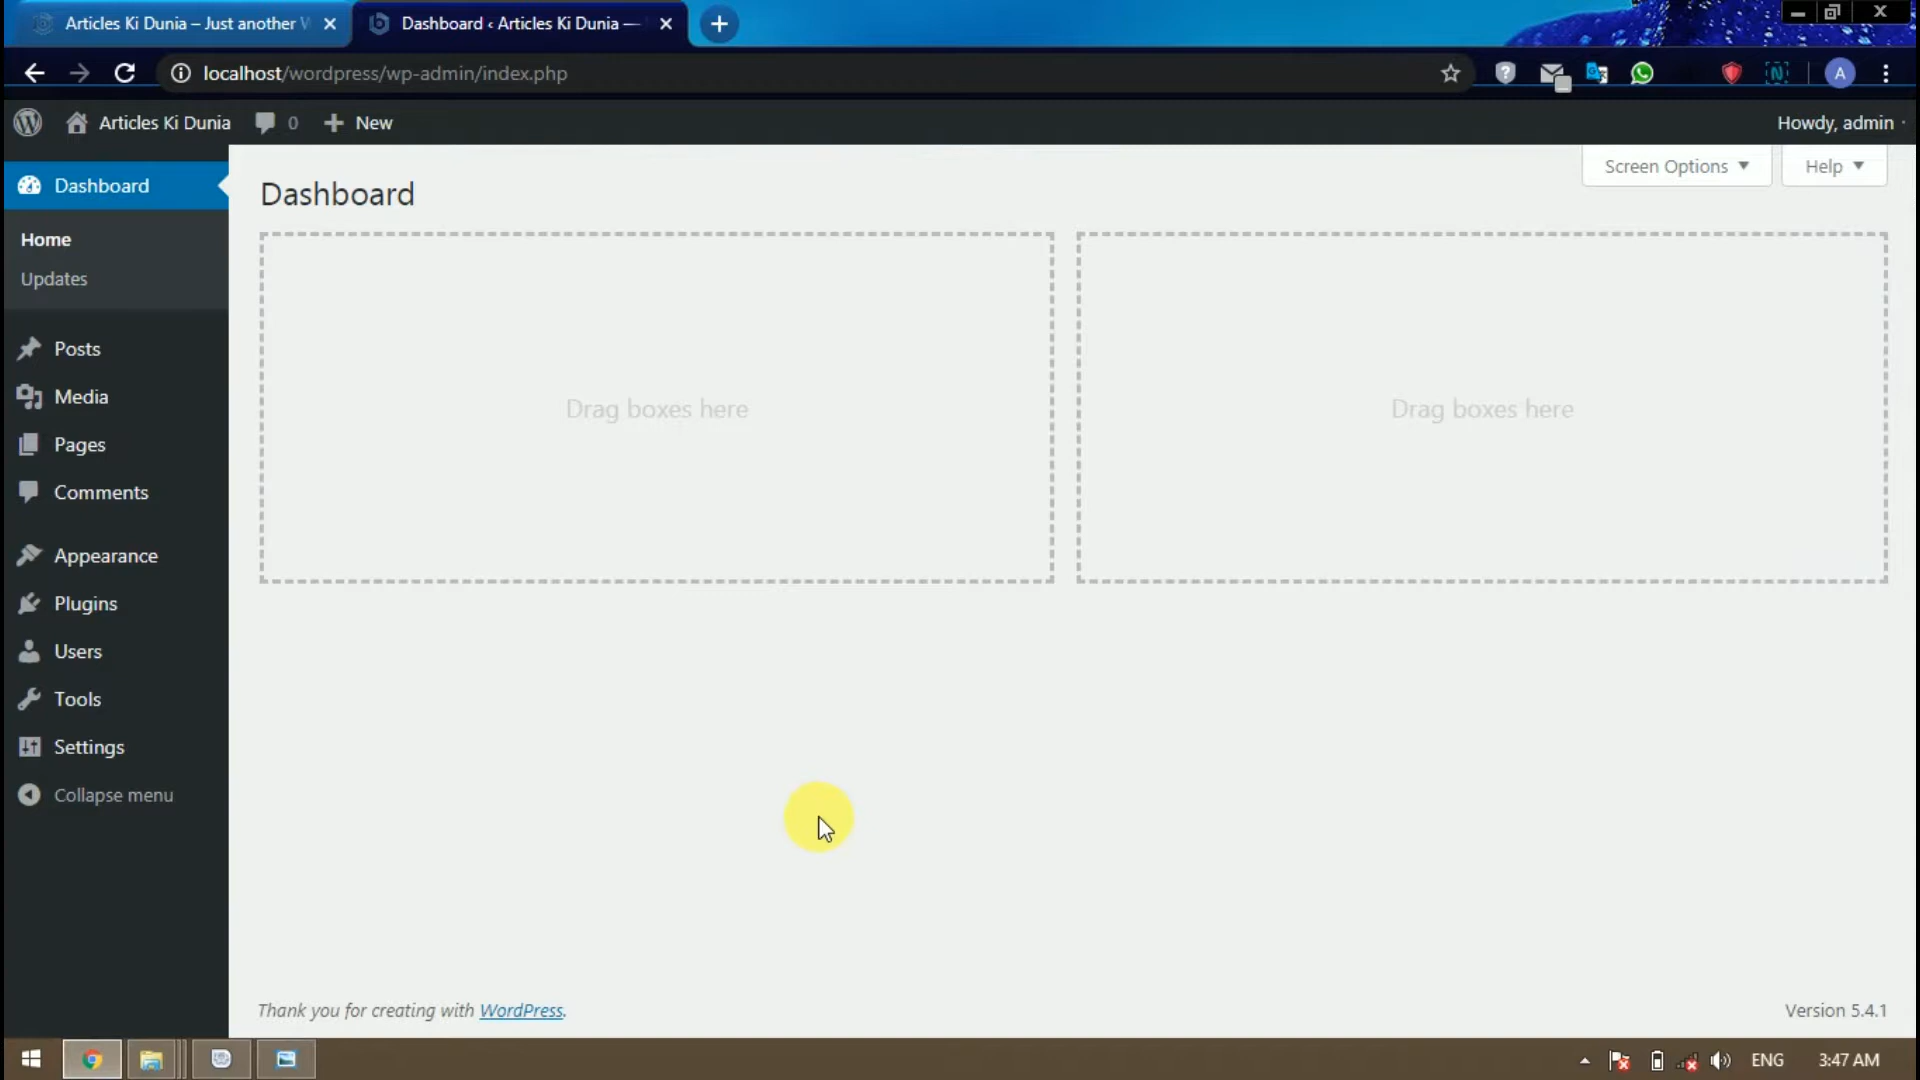 Articles Ki Dunia – Just another W
Dashboard ‹ Articles Ki Dunia —
localhost/wordpress/wp-admin/index.php
A
Articles Ki Dunia
0
New
Howdy, admin
Dashboard
Home
Updates
Posts
Media
Pages
Comments
Appearance
Plugins
Users
Tools
Settings
Collapse menu
Screen Options
Help
Dashboard
Drag boxes here
Drag boxes here
Thank you for creating with WordPress.
Version 5.4.1
ENG
3:47 AM